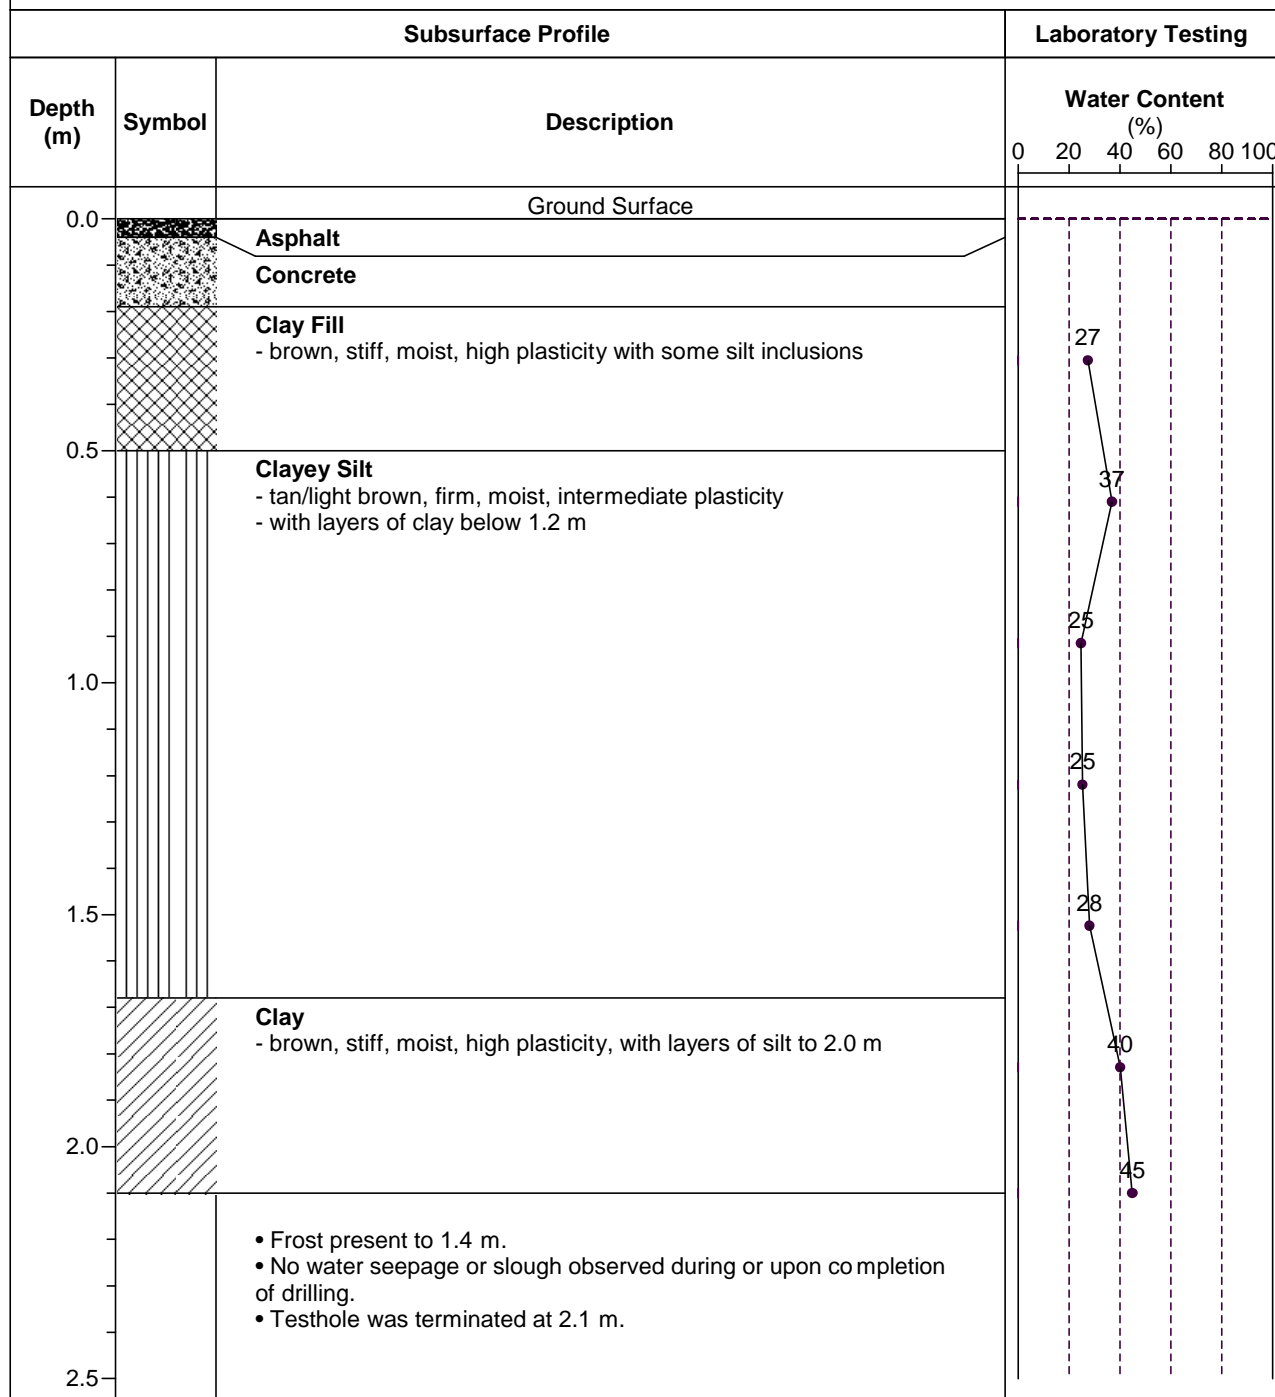 Subsurface Profile
Laboratory Testing
Depth
(m)
Symbol
Description
Water Content
(%)
0 20 40 60 80 100
Ground Surface
0.0
Asphalt
Concrete
Clay Fill
- brown, stiff, moist, high plasticity with some silt inclusions
27
0.5
Clayey Silt
- tan/light brown, firm, moist, intermediate plasticity
- with layers of clay below 1.2 m
37
25
1.0
25
28
1.5
Clay
- brown, stiff, moist, high plasticity, with layers of silt to 2.0 m
40
2.0
45
• Frost present to 1.4 m.
• No water seepage or slough observed during or upon completion
of drilling.
• Testhole was terminated at 2.1 m.
2.5